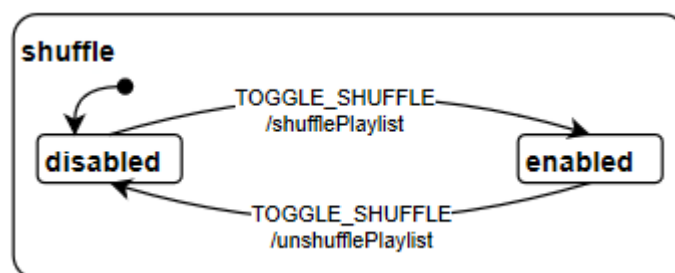 shuffle
TOGGLE_SHUFFLE
/shufflePlaylist
disabled
enabled
TOGGLE_SHUFFLE
/unshufflePlaylist